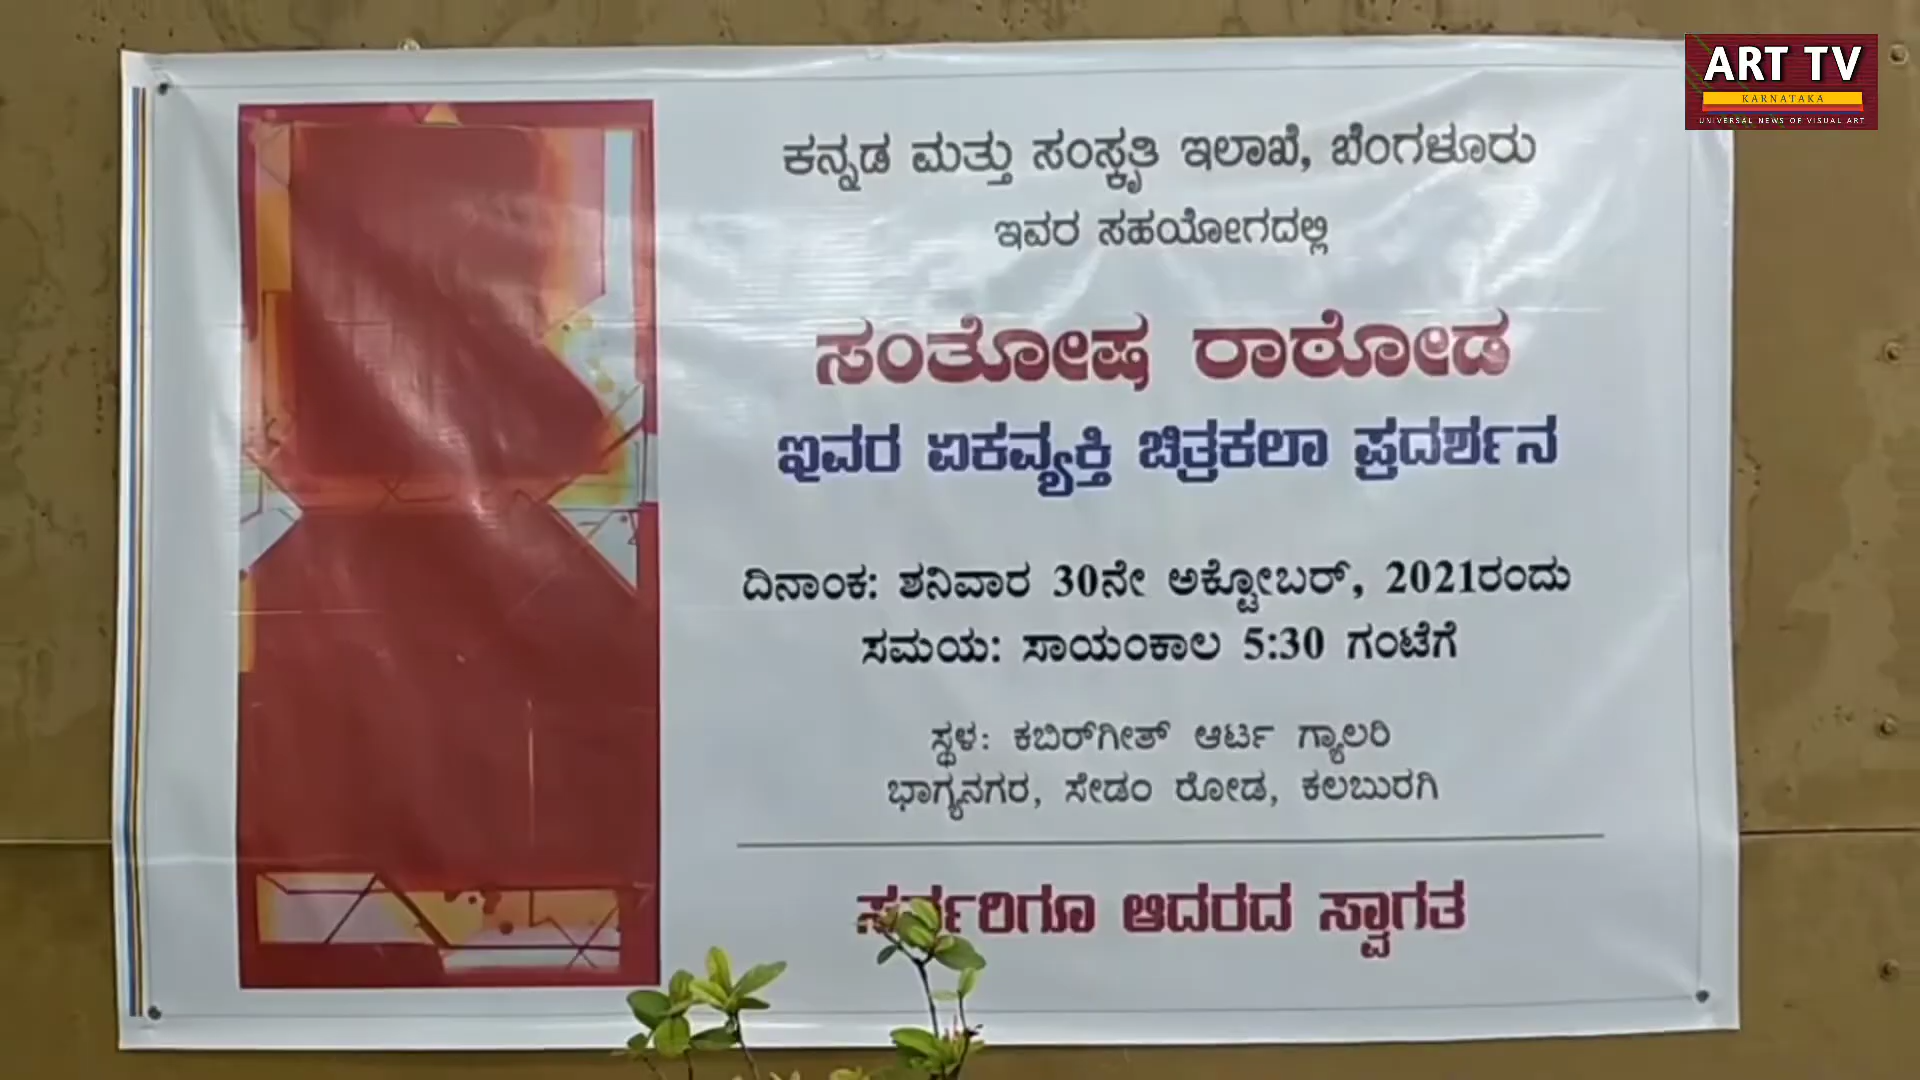 ART TV
KARNATAKA
UNIVERSAL NEWS OF VISUAL ART
ಕನ್ನಡ ಮತ್ತು ಸಂಸ್ಕೃತಿ ಇಲಾಖೆ, ಬೆಂಗಳೂರು
ಇವರ ಸಹಯೋಗದಲ್ಲಿ
ಸಂತೋಷ ರಾಠೋಡ
ಇವರ ಏಕವ್ಯಕ್ತಿ ಚಿತ್ರಕಲಾ ಪ್ರದರ್ಶನ
ದಿನಾಂಕ: ಶನಿವಾರ 30ನೇ ಅಕ್ಟೋಬರ್, 2021ರಂದು
ಸಮಯ: ಸಾಯಂಕಾಲ 5:30 ಗಂಟೆಗೆ
ಸ್ಥಳ: ಕಬಿರ್‌ಗೀತ್ ಆರ್ಟ ಗ್ಯಾಲರಿ
ಭಾಗ್ಯನಗರ, ಸೇಡಂ ರೋಡ, ಕಲಬುರಗಿ
ಸರ್ವರಿಗೂ ಆದರದ ಸ್ವಾಗತ